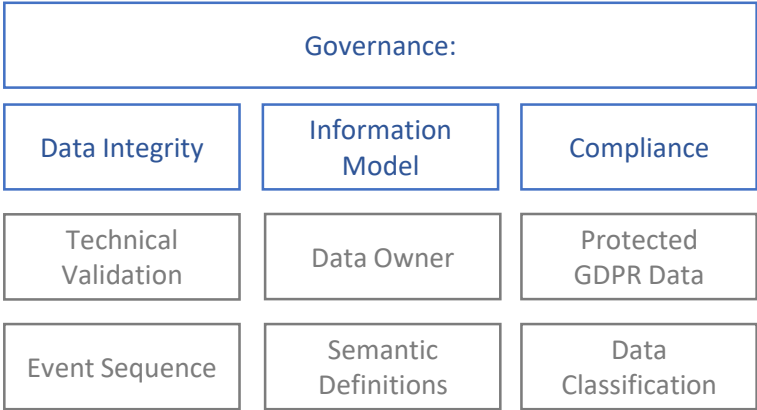 Governance:
Data Integrity
Information
Model
Compliance
Technical
Validation
Data Owner
Protected
GDPR Data
Event Sequence
Semantic
Definitions
Data
Classification